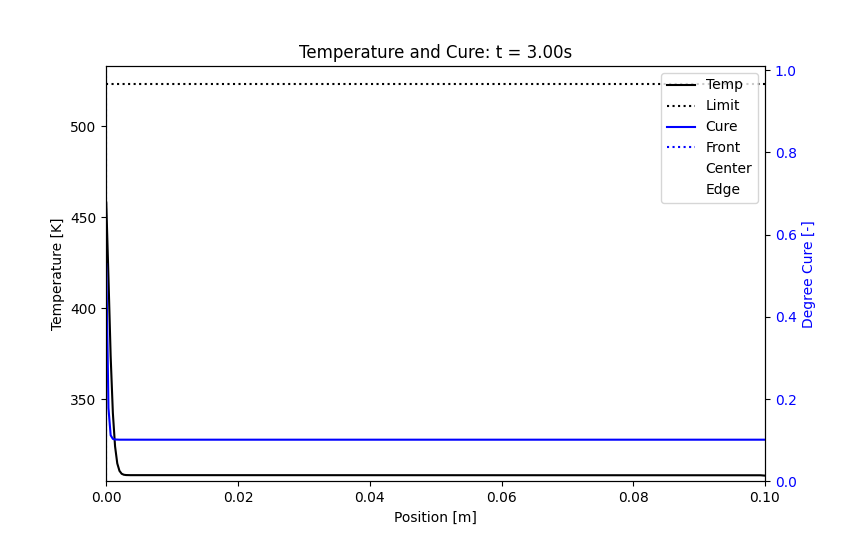 Temperature and Cure: t = 3.00s
Temp
Limit
Cure
Front
Center
Edge
Temperature [K]
500
450
400
350
Degree Cure [-]
1.0
0.8
0.6
0.4
0.2
0.0
0.00
0.02
0.04
0.06
0.08
0.10
Position [m]